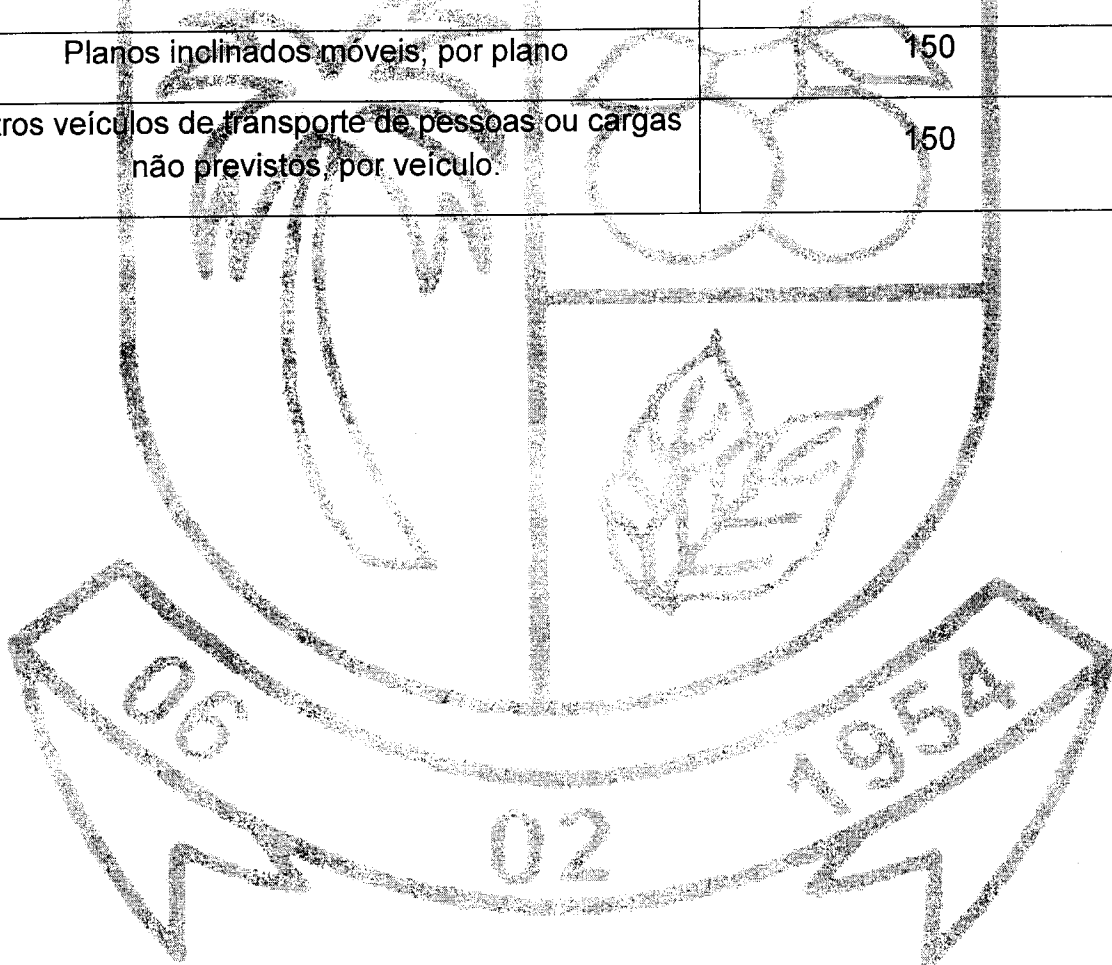 Planos inclinados móveis, por plano 150
tros veículos de transporte de pessoas ou cargas
não previstos, por veículo. 150
06 02 1954